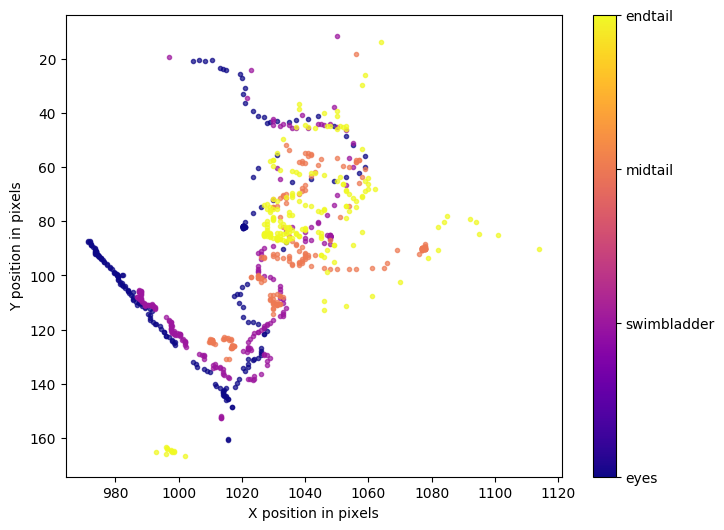 Y position in pixels
20
40
60
80
100
120
140
160
980
1000
1020
1040
1060
1080
1100
1120
X position in pixels
endtail
midtail
swimbladder
eyes